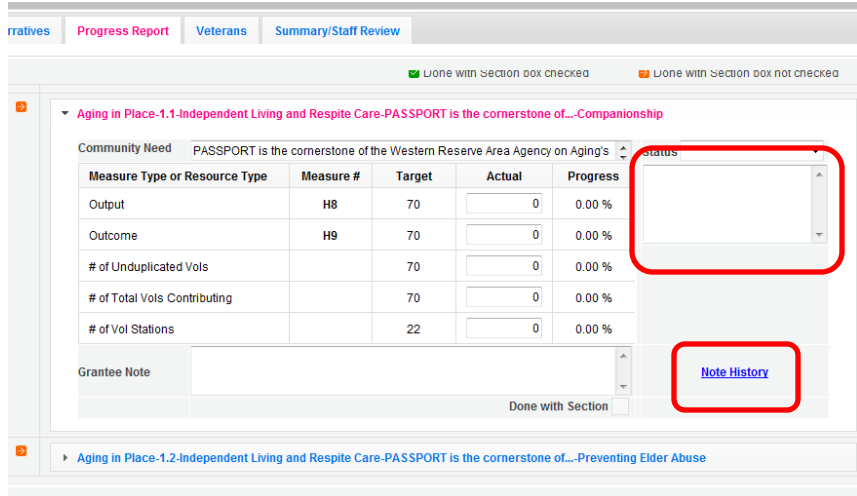 rratives Progress Report Veterans Summary/Staff Review
Done with Section box checked Done with Section box not checked
Aging in Place-1.1-Independent Living and Respite Care-PASSPORT is the cornerstone of...-Companionship
Community Need PASSPORT is the cornerstone of the Western Reserve Area Agency on Aging's Status
Measure Type or Resource Type Measure # Target Actual Progress
Output H8 70 0 0.00 %
Outcome H9 70 0 0.00 %
# of Unduplicated Vols 70 0 0.00 %
# of Total Vols Contributing 70 0 0.00 %
# of Vol Stations 22 0 0.00 %
Grantee Note Note History
Done with Section
Aging in Place-1.2-Independent Living and Respite Care-PASSPORT is the cornerstone of...-Preventing Elder Abuse